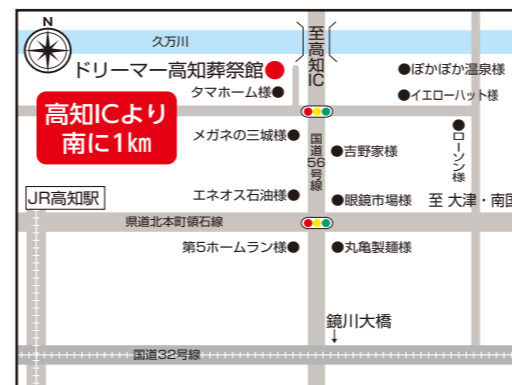 N
久万川
至高知IC
ドリーマー高知葬祭館
タマホーム様
ぽかぽか温泉様
イエローハット様
高知ICより
南に1km
メガネの三城様
国道56号線
吉野家様
ローソン様
JR高知駅
エネオス石油様
眼鏡市場様
至 大津・南国
県道北本町領石線
第5ホームラン様
丸亀製麺様
鏡川大橋
↓
国道32号線